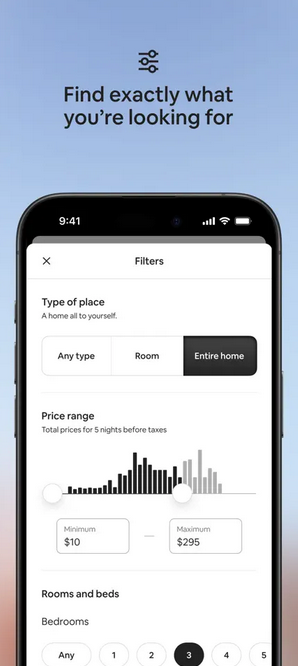 Find exactly what
you're looking for
9:41
Filters
Type of place
A home all to yourself.
Any type Room Entire home
Price range
Total prices for 5 nights before taxes
Minimum Maximum
$10 — $295
Rooms and beds
Bedrooms
Any 1 2 3 4 5